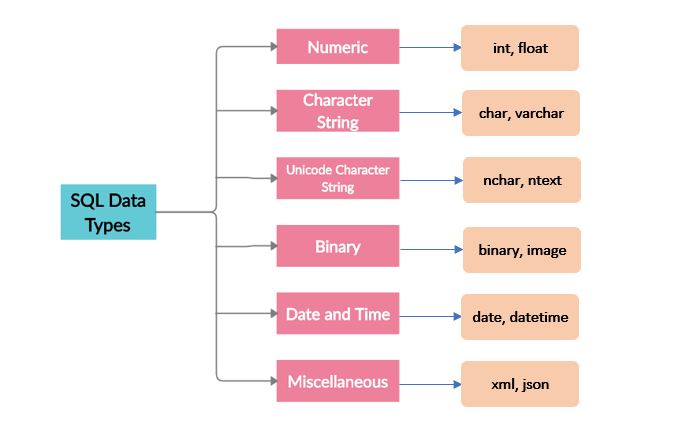 Numeric
int, float
Character
String
char, varchar
Unicode Character
String
nchar, ntext
SQL Data
Types
Binary
binary, image
Date and Time
date, datetime
Miscellaneous
xml, json